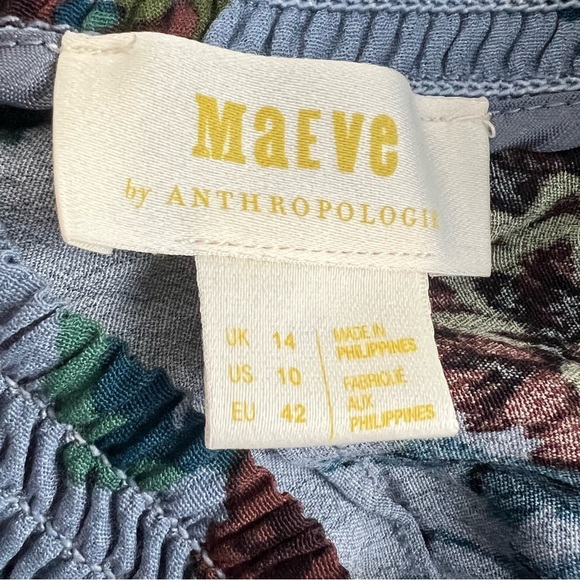 MaEVe
by ANTHROPOLOGIE
UK 14
US 10
EU 42
MADE IN
PHILIPPINES
FABRIQUÉ
AUX
PHILIPPINES